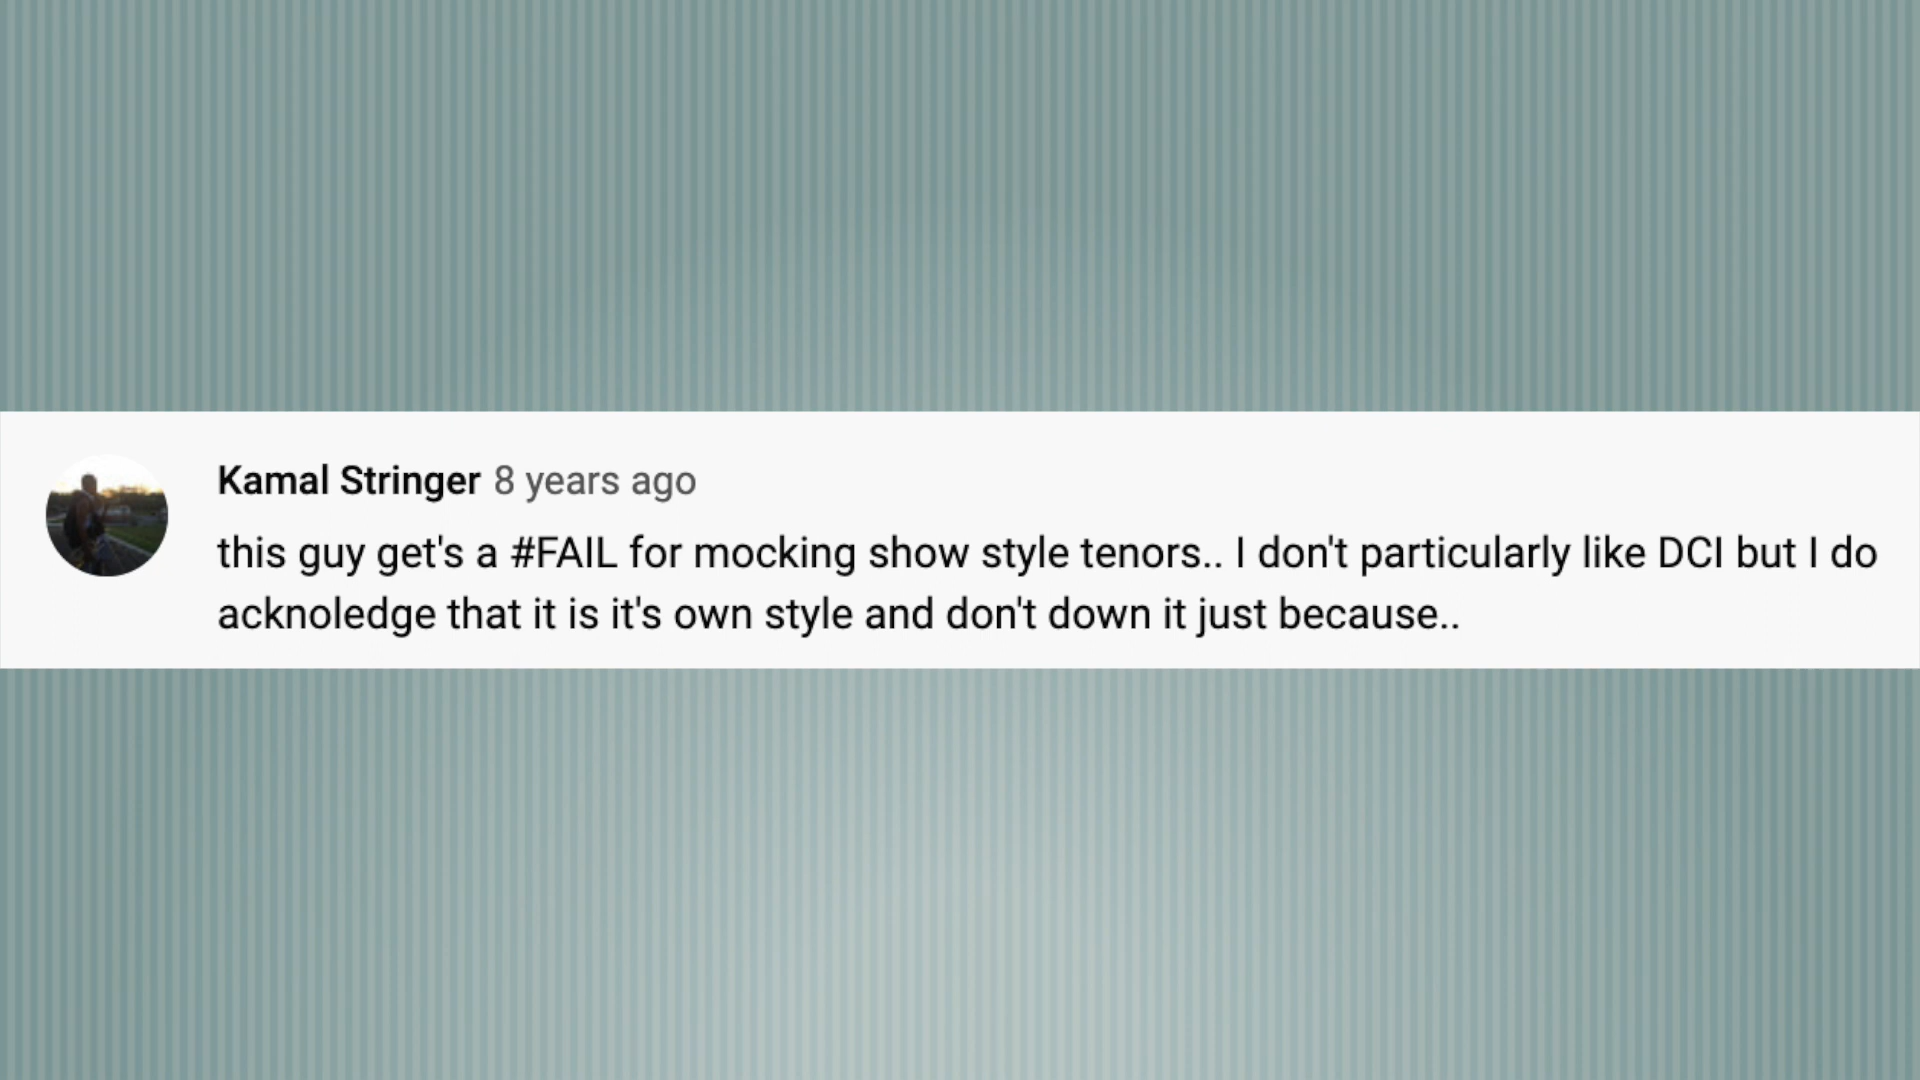 Kamal Stringer 8 years ago
this guy get's a #FAIL for mocking show style tenors.. I don't particularly like DCI but I do
acknoledge that it is it's own style and don't down it just because..